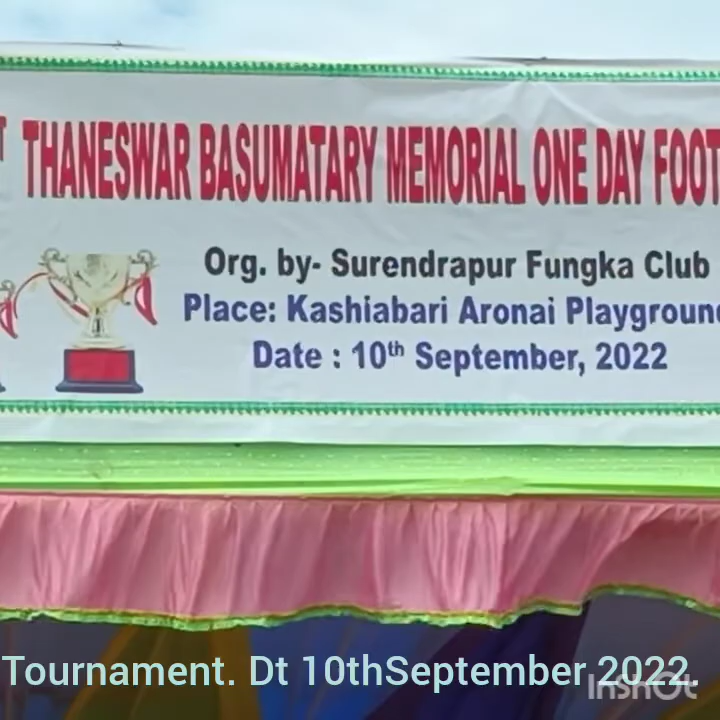 THANESWAR BASUMATARY MEMORIAL ONE DAY FOOT
Org. by- Surendrapur Fungka Club
Place: Kashiabari Aronai Playground
Date : 10th September, 2022
Tournament. Dt 10thSeptember 2022.
InShOt